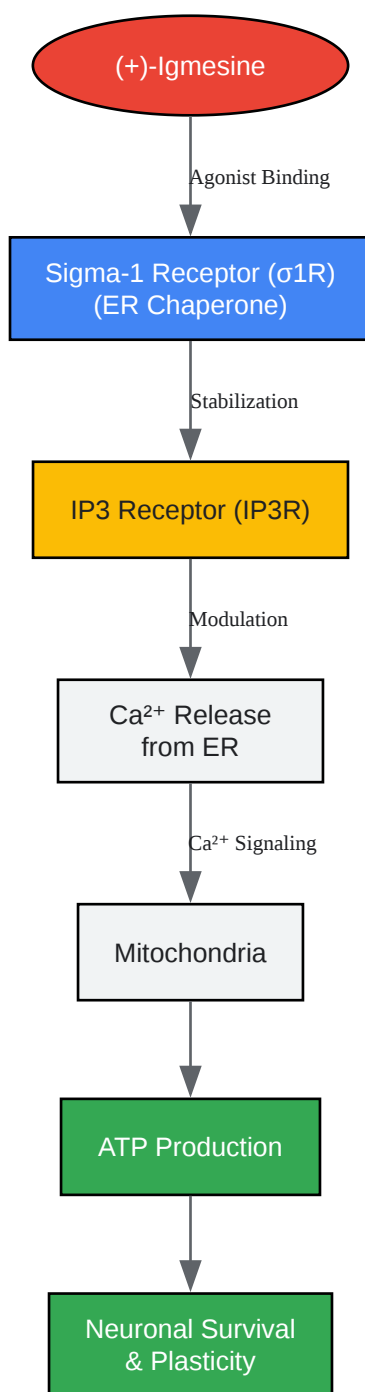 (+)-Igmesine
Agonist Binding
Sigma-1 Receptor (σ1R)
(ER Chaperone)
Stabilization
IP3 Receptor (IP3R)
Modulation
Ca²⁺ Release
from ER
Ca²⁺ Signaling
Mitochondria
ATP Production
Neuronal Survival
& Plasticity